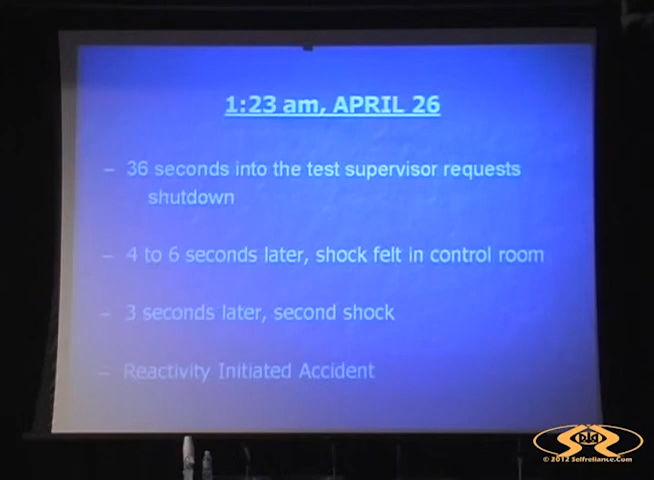 1:23 am, APRIL 26
– 36 seconds into the test supervisor requests
shutdown
– 4 to 6 seconds later, shock felt in control room
– 3 seconds later, second shock
– Reactivity Initiated Accident
© 2012 Selfreliance.Com